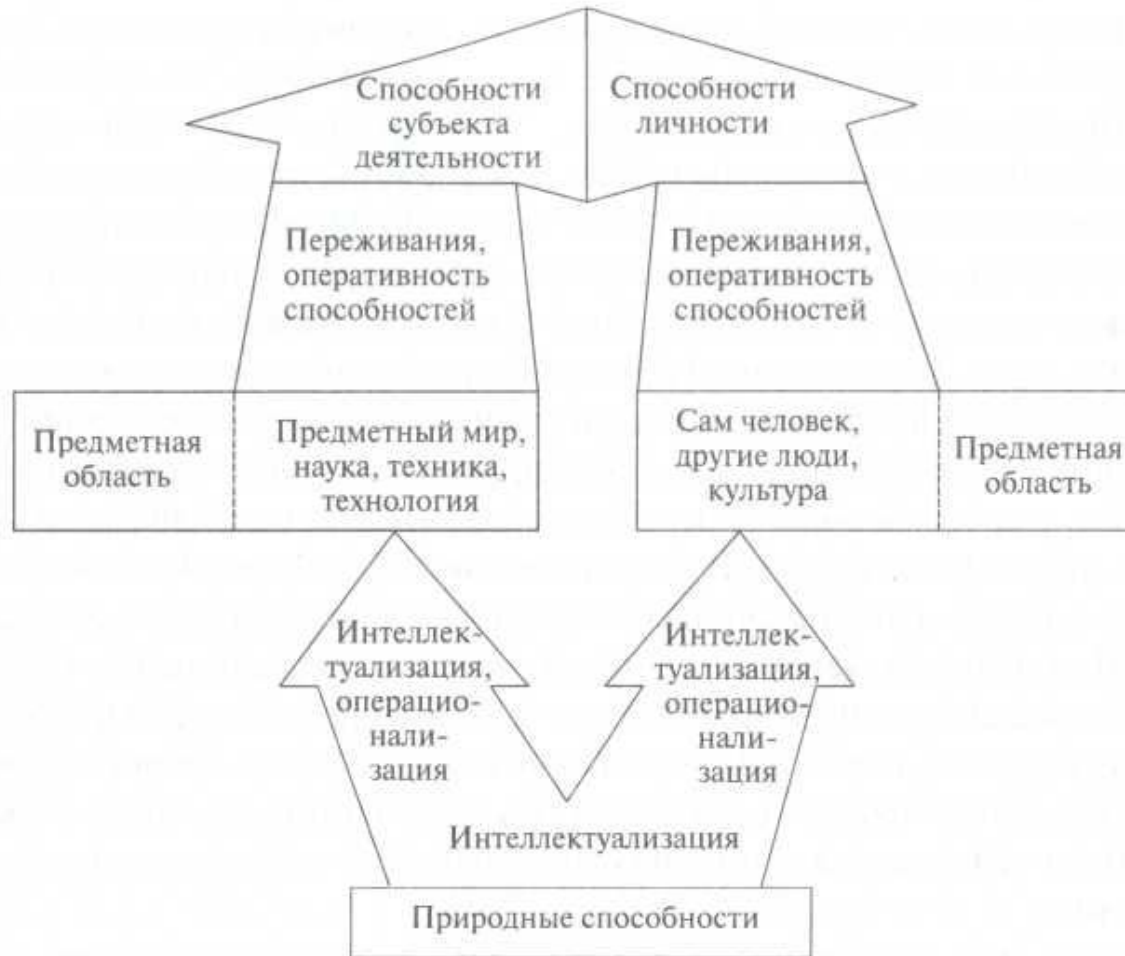 Способности
субъекта
деятельности
Способности
личности
Переживания,
оперативность
способностей
Переживания,
оперативность
способностей
Предметная
область
Предметный мир,
наука, техника,
технология
Сам человек,
другие люди,
культура
Предметная
область
Интеллек-
туализация,
операцио-
нали-
зация
Интеллек-
туализация,
операцио-
нали-
зация
Интеллектуализация
Природные способности